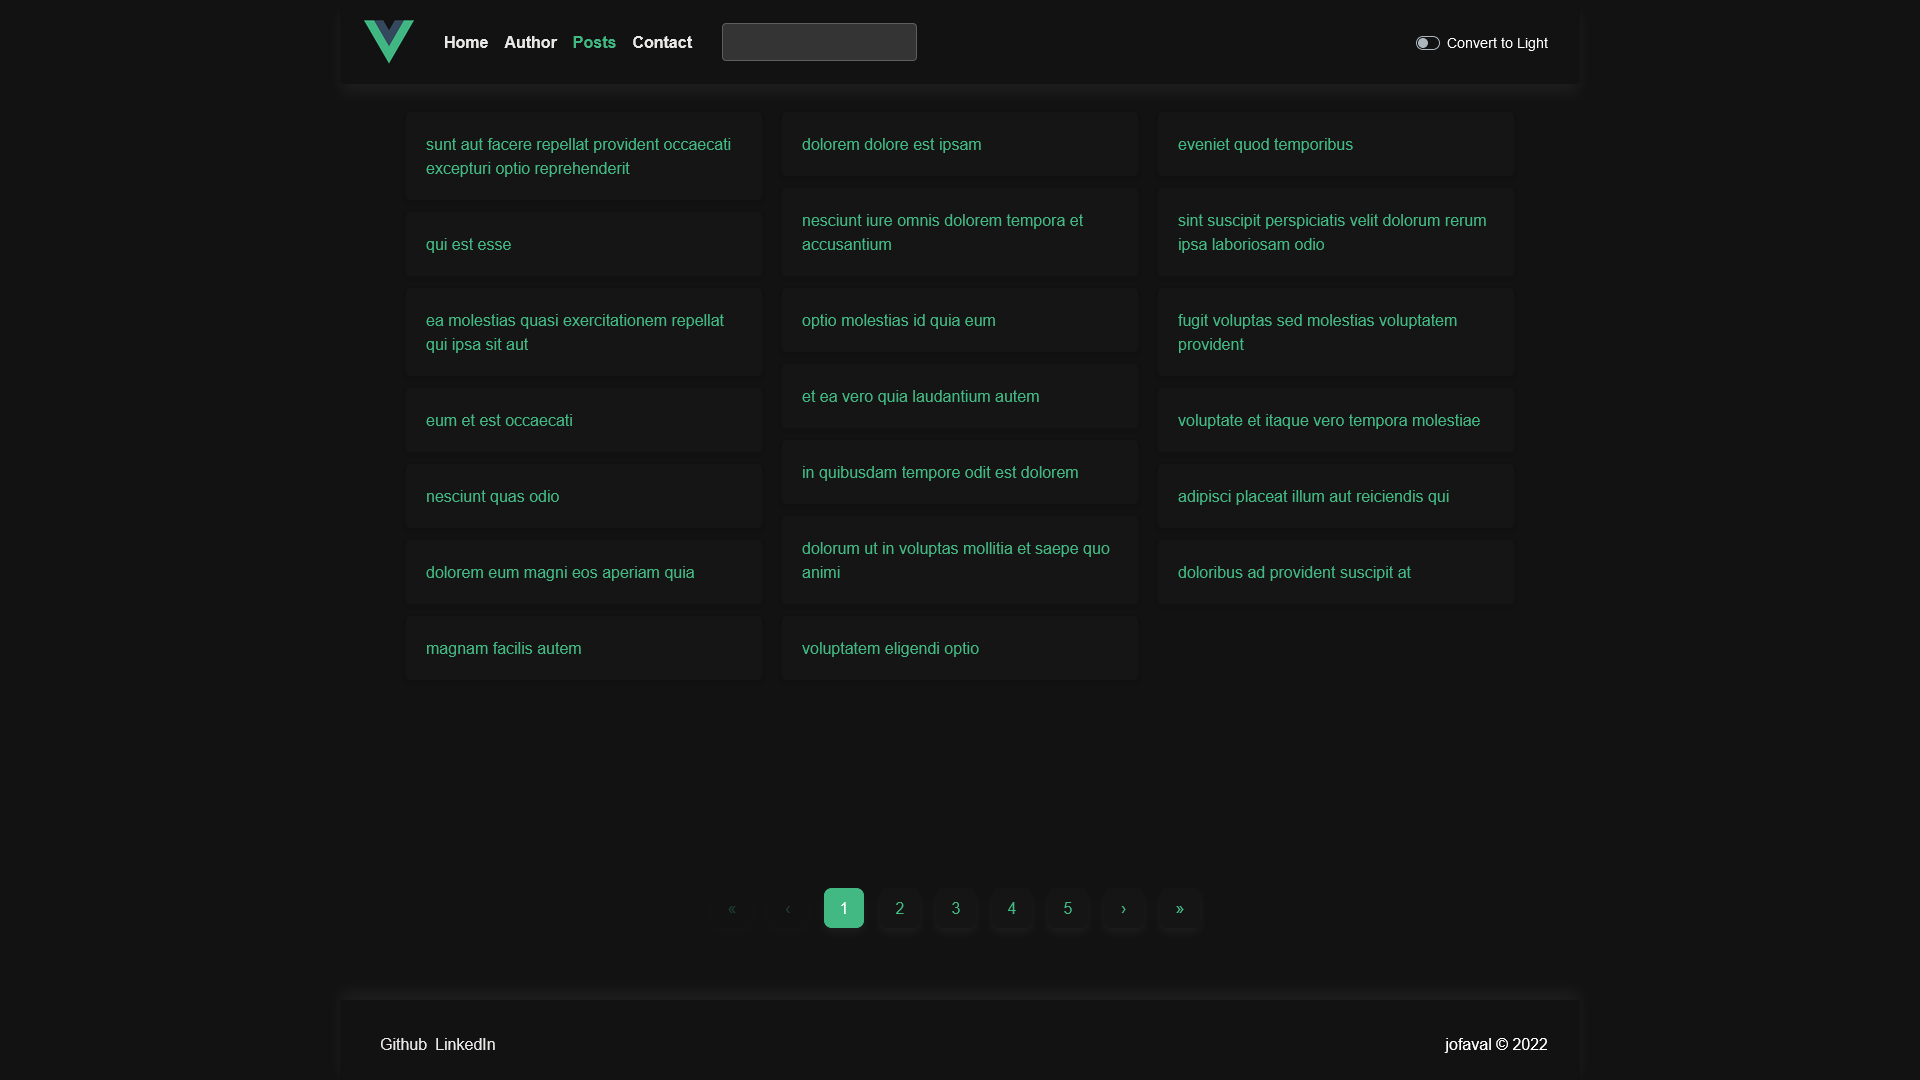 Home Author Posts Contact
Convert to Light
sunt aut facere repellat provident occaecati
excepturi optio reprehenderit
qui est esse
ea molestias quasi exercitationem repellat
qui ipsa sit aut
eum et est occaecati
nesciunt quas odio
dolorem eum magni eos aperiam quia
magnam facilis autem
dolorem dolore est ipsam
nesciunt iure omnis dolorem tempora et
accusantium
optio molestias id quia eum
et ea vero quia laudantium autem
in quibusdam tempore odit est dolorem
dolorum ut in voluptas mollitia et saepe quo
animi
voluptatem eligendi optio
eveniet quod temporibus
sint suscipit perspiciatis velit dolorum rerum
ipsa laboriosam odio
fugit voluptas sed molestias voluptatem
provident
voluptate et itaque vero tempora molestiae
adipisci placeat illum aut reiciendis qui
doloribus ad provident suscipit at
« ‹ 1 2 3 4 5 › »
Github LinkedIn
jofaval © 2022